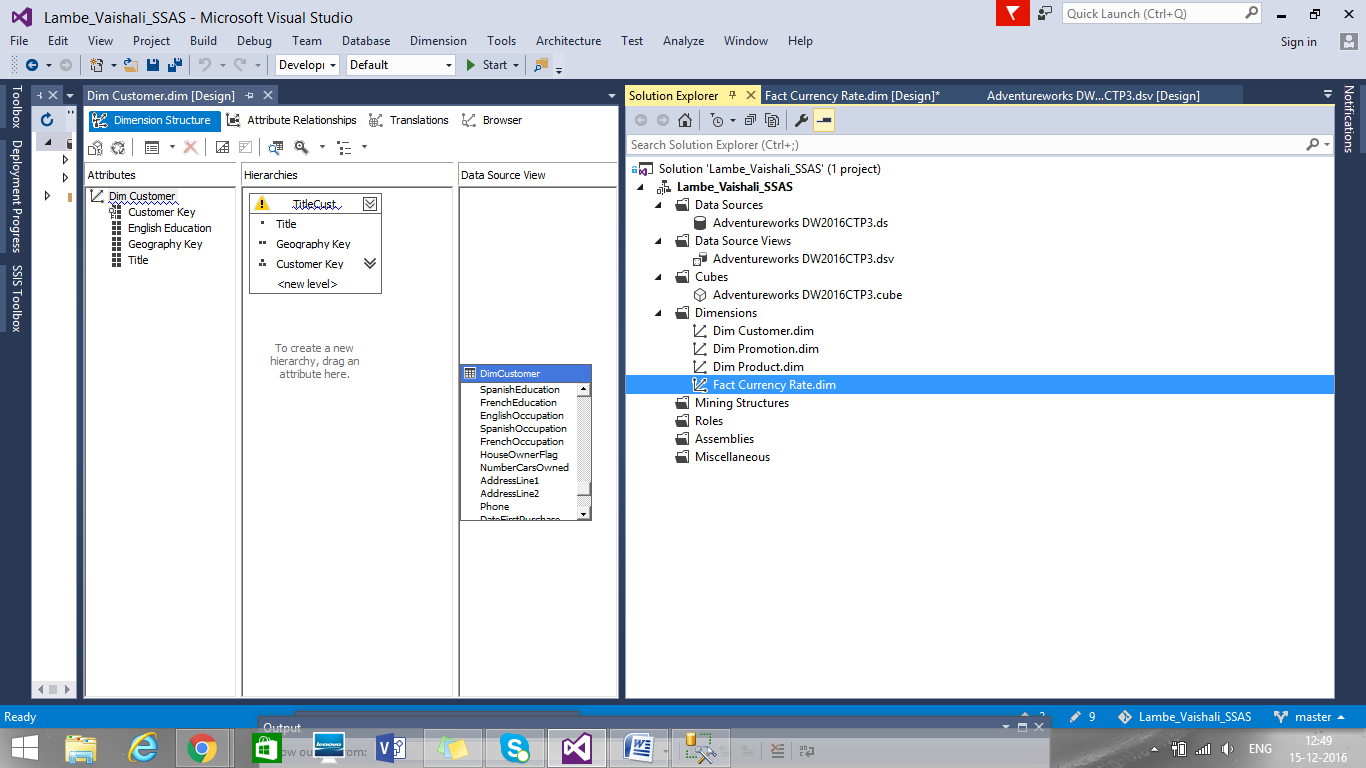 Lambe_Vaishali_SSAS - Microsoft Visual Studio
Quick Launch (Ctrl+Q)
File Edit View Project Build Debug Team Database Dimension Tools Architecture Test Analyze Window Help
Sign in
Develop Default Start
Toolbox
Deployment Progress
SSIS Toolbox
Dim Customer.dim [Design]
Dimension Structure Attribute Relationships Translations Browser
Attributes
Dim Customer
Customer Key
English Education
Geography Key
Title
Hierarchies
TitleCust
Title
Geography Key
Customer Key
<new level>
To create a new
hierarchy, drag an
attribute here.
Data Source View
DimCustomer
SpanishEducation
FrenchEducation
EnglishOccupation
SpanishOccupation
FrenchOccupation
HouseOwnerFlag
NumberCarsOwned
AddressLine1
AddressLine2
Phone
DateFirstPurchase
Solution Explorer Fact Currency Rate.dim [Design]* Adventureworks DW...CTP3.dsv [Design]
Search Solution Explorer (Ctrl+;)
Solution 'Lambe_Vaishali_SSAS' (1 project)
Lambe_Vaishali_SSAS
Data Sources
Adventureworks DW2016CTP3.ds
Data Source Views
Adventureworks DW2016CTP3.dsv
Cubes
Adventureworks DW2016CTP3.cube
Dimensions
Dim Customer.dim
Dim Promotion.dim
Dim Product.dim
Fact Currency Rate.dim
Mining Structures
Roles
Assemblies
Miscellaneous
Notifications
Ready
9 Lambe_Vaishali_SSAS master
Output
from:
lenovo
ENG
12:49
15-12-2016